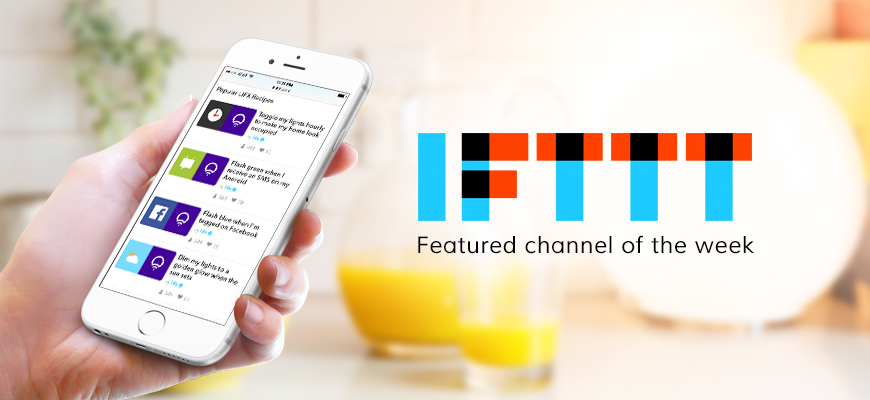 Popular LIFX Recipes
Toggle my lights hourly
to make my home look
occupied
Flash green when I
receive an SMS on my
Android
Flash blue when I'm
tagged on Facebook
Dim my lights to a
golden glow when the
sun sets
IFTTT
Featured channel of the week